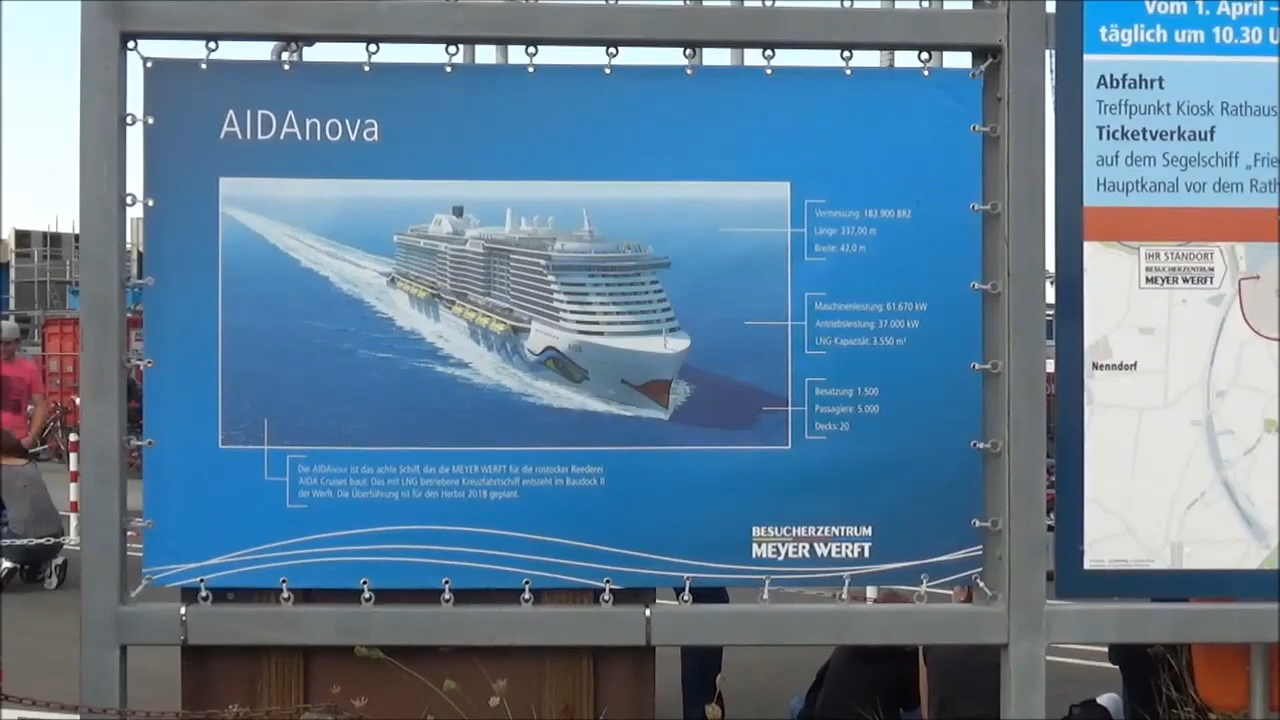 AIDAnova
Vermessung: 183.900 BRZ
Länge: 337,00 m
Breite: 42,0 m
Maschinenleistung: 61.670 kW
Antriebsleistung: 37.000 kW
LNG-Kapazität: 3.550 m³
Besatzung: 1.500
Passagiere: 5.000
Decks: 20
Die AIDAnova ist das achte Schiff, das die MEYER WERFT für die rostocker Reederei
AIDA Cruises baut. Das mit LNG betriebene Kreuzfahrtschiff entsteht im Baudock II
der Werft. Die Überführung ist für den Herbst 2018 geplant.
BESUCHERZENTRUM
MEYER WERFT
Vom 1. April –
täglich um 10.30 U
Abfahrt
Treffpunkt Kiosk Rathaus
Ticketverkauf
auf dem Segelschiff „Frie
Hauptkanal vor dem Rath
IHR STANDORT
BESUCHERZENTRUM
MEYER WERFT
Nenndorf